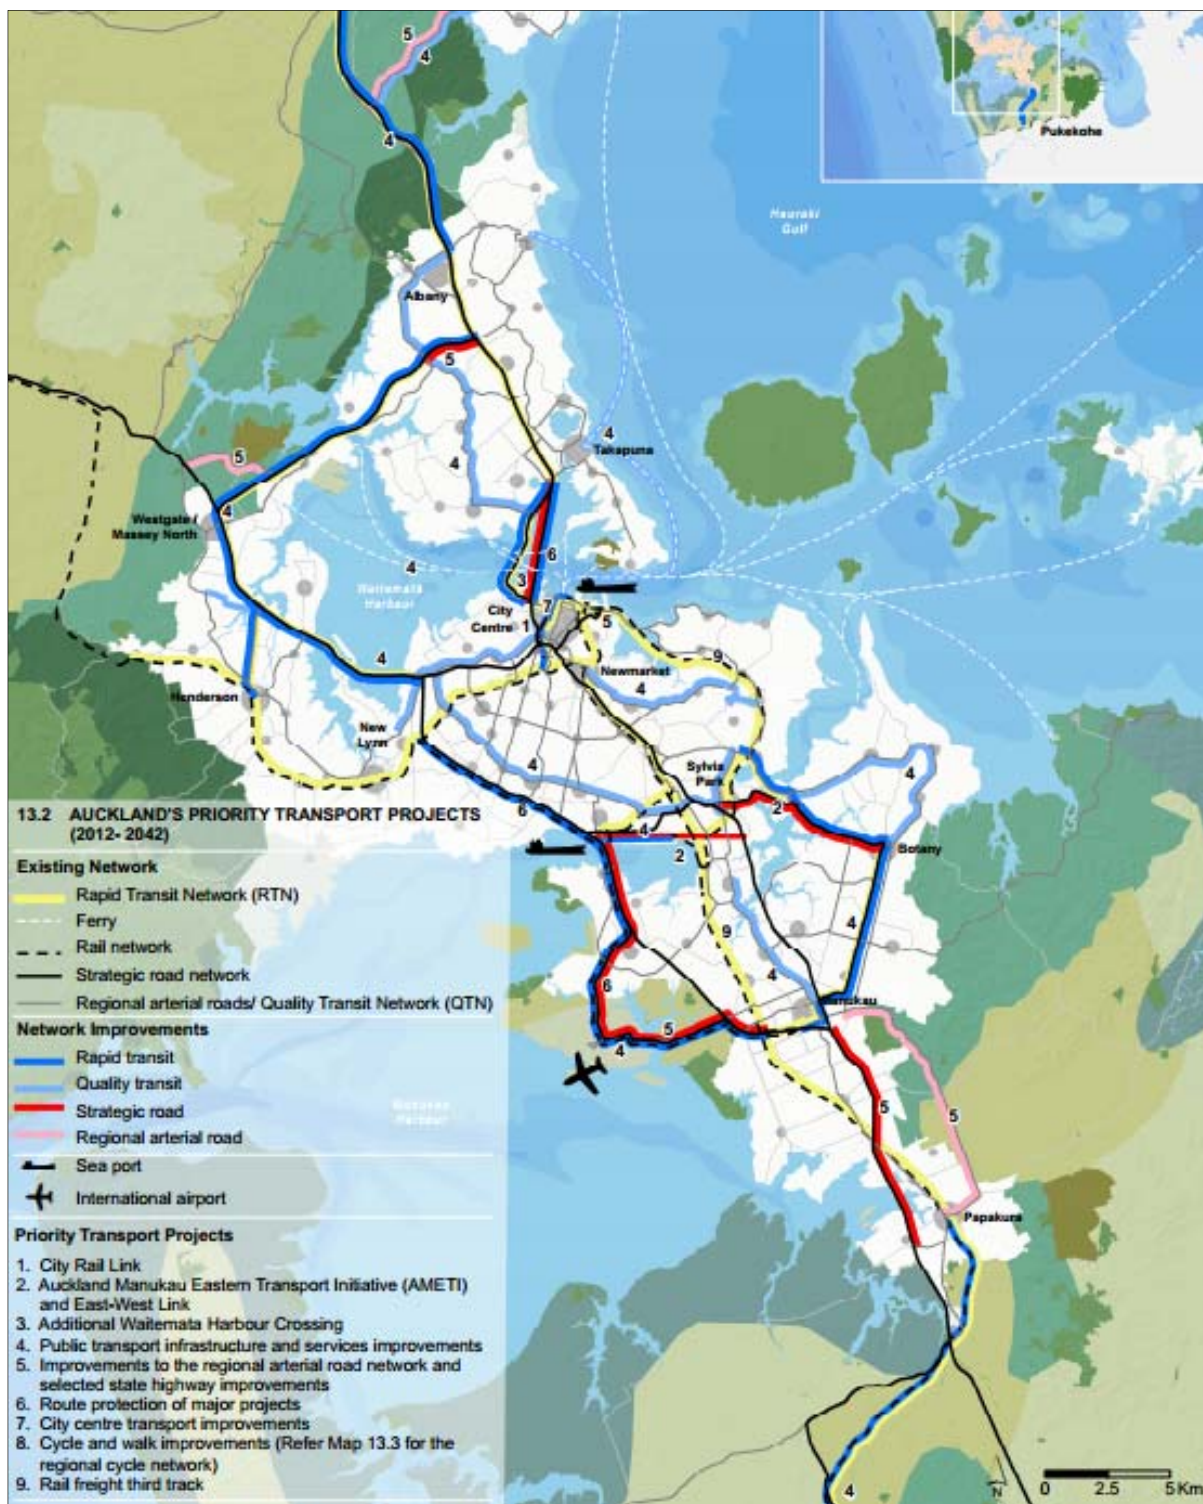 5
4
4
Pukekohe
Hauraki
Gulf
Albany
5
4
Takapuna
4
5
4
Westgate /
Massey North
4
6
3
Waitemata
Harbour
7
City
Centre
1
5
4
Newmarket
9
4
Henderson
New
Lynn
4
Sylvia
Park
4
6
2
4
2
Botany
4
9
4
6
Manukau
5
4
5
5
Manukau
Harbour
Papakura
4
13.2 AUCKLAND'S PRIORITY TRANSPORT PROJECTS
(2012- 2042)
Existing Network
Rapid Transit Network (RTN)
Ferry
Rail network
Strategic road network
Regional arterial roads/ Quality Transit Network (QTN)
Network Improvements
Rapid transit
Quality transit
Strategic road
Regional arterial road
Sea port
International airport
Priority Transport Projects
1. City Rail Link
2. Auckland Manukau Eastern Transport Initiative (AMETI)
and East-West Link
3. Additional Waitemata Harbour Crossing
4. Public transport infrastructure and services improvements
5. Improvements to the regional arterial road network and
selected state highway improvements
6. Route protection of major projects
7. City centre transport improvements
8. Cycle and walk improvements (Refer Map 13.3 for the
regional cycle network)
9. Rail freight third track
N
0 2.5 5 Km